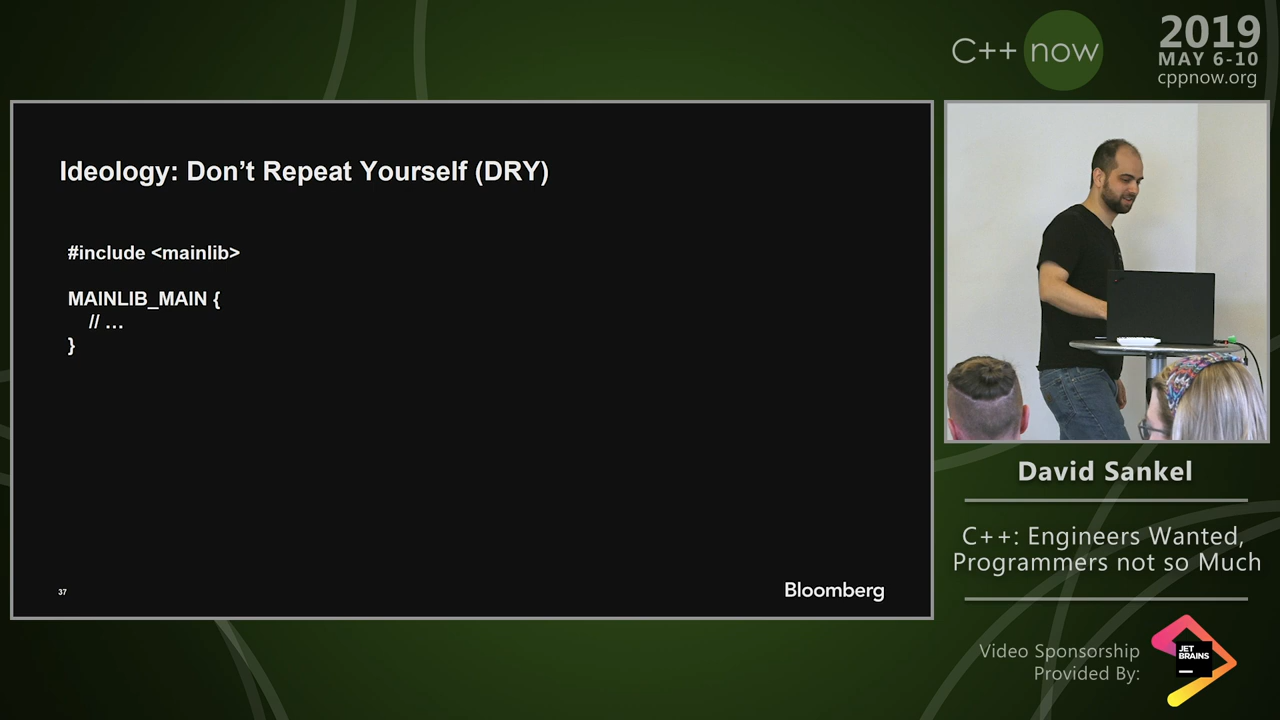 C++ now
2019
MAY 6-10
cppnow.org
Ideology: Don’t Repeat Yourself (DRY)
#include <mainlib>
MAINLIB_MAIN {
// …
}
37
Bloomberg
David Sankel
C++: Engineers Wanted,
Programmers not so Much
Video Sponsorship
Provided By:
JET
BRAINS